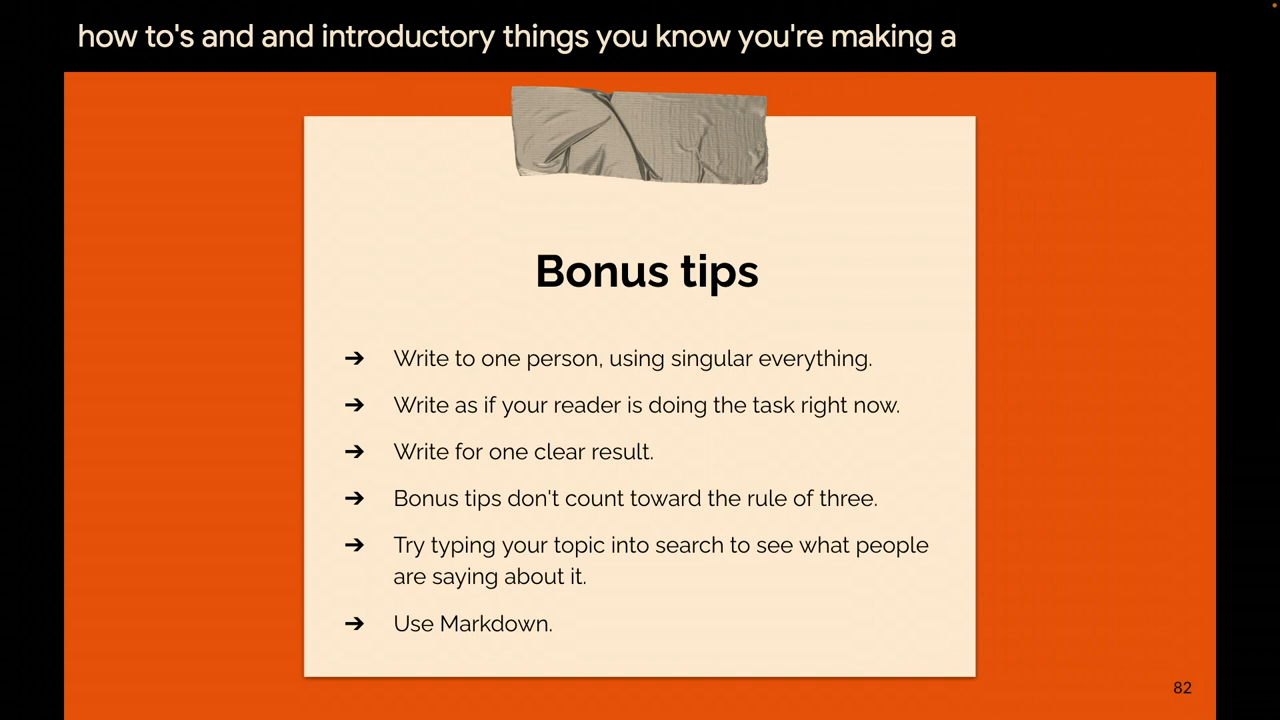 how to's and and introductory things you know you're making a
Bonus tips
➔ Write to one person, using singular everything.
➔ Write as if your reader is doing the task right now.
➔ Write for one clear result.
➔ Bonus tips don't count toward the rule of three.
➔ Try typing your topic into search to see what people
are saying about it.
➔ Use Markdown.
82